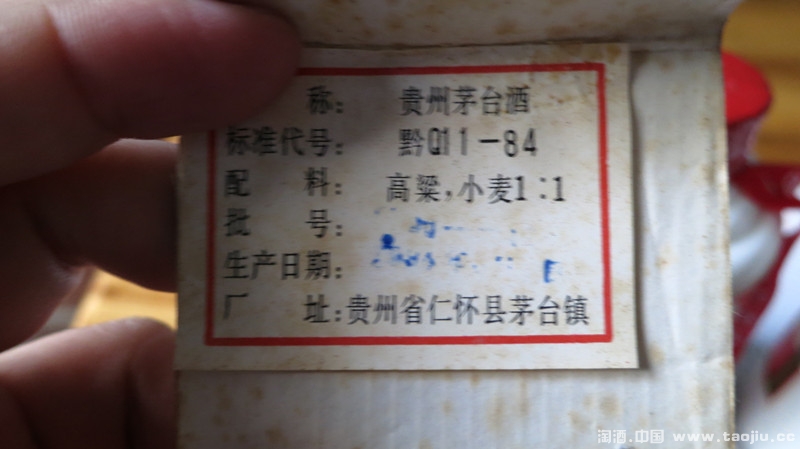 称： 贵州茅台酒
标准代号： 黔Q11－84
配 料： 高粱，小麦1：1
批 号：
生产日期：
厂 址：贵州省仁怀县茅台镇
淘酒.中国 www.taojiu.cc